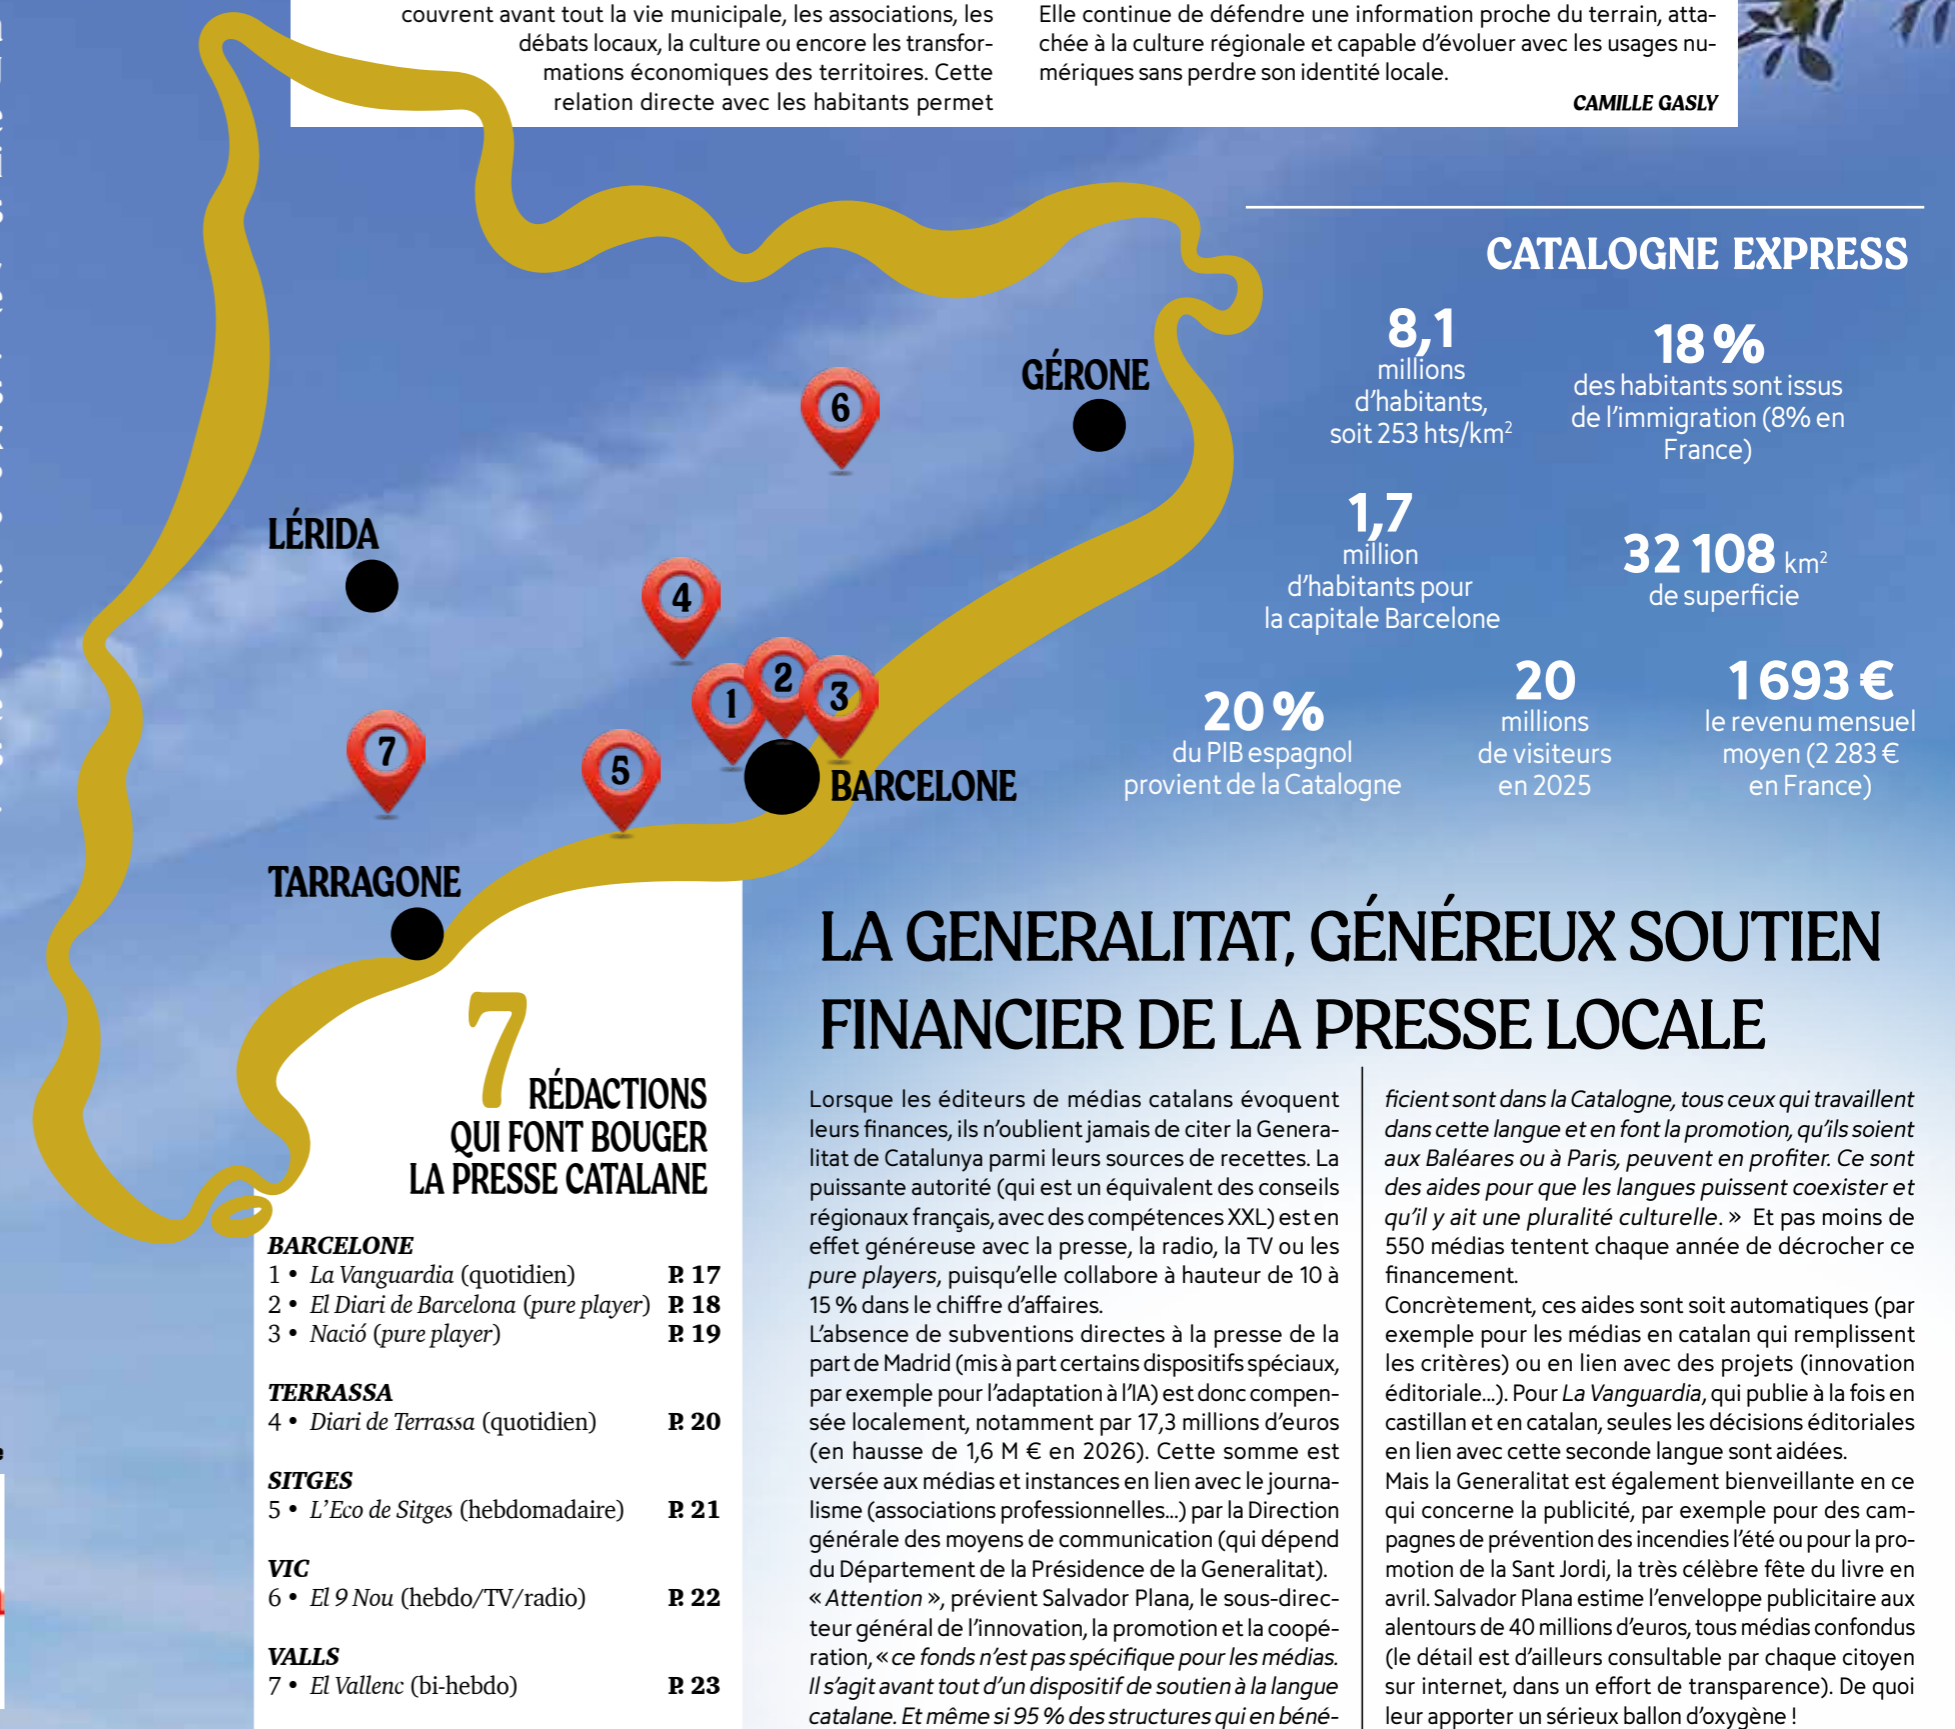 couvrent avant tout la vie municipale, les associations, les
débats locaux, la culture ou encore les transfor-
mations économiques des territoires. Cette
relation directe avec les habitants permet
Elle continue de défendre une information proche du terrain, atta-
chée à la culture régionale et capable d'évoluer avec les usages nu-
mériques sans perdre son identité locale.
CAMILLE GASLY
6
GÉRONE
LÉRIDA
4
1
2
3
7
5
BARCELONE
TARRAGONE
CATALOGNE EXPRESS
8,1
millions
d'habitants,
soit 253 hts/km²
18 %
des habitants sont issus
de l'immigration (8% en
France)
1,7
million
d'habitants pour
la capitale Barcelone
32 108 km²
de superficie
20 %
du PIB espagnol
provient de la Catalogne
20
millions
de visiteurs
en 2025
1 693 €
le revenu mensuel
moyen (2 283 €
en France)
7
RÉDACTIONS
QUI FONT BOUGER
LA PRESSE CATALANE
BARCELONE
1 • La Vanguardia (quotidien) P. 17
2 • El Diari de Barcelona (pure player) P. 18
3 • Nació (pure player) P. 19
TERRASSA
4 • Diari de Terrassa (quotidien) P. 20
SITGES
5 • L'Eco de Sitges (hebdomadaire) P. 21
VIC
6 • El 9 Nou (hebdo/TV/radio) P. 22
VALLS
7 • El Vallenc (bi-hebdo) P. 23
LA GENERALITAT, GÉNÉREUX SOUTIEN
FINANCIER DE LA PRESSE LOCALE
Lorsque les éditeurs de médias catalans évoquent
leurs finances, ils n'oublient jamais de citer la Genera-
litat de Catalunya parmi leurs sources de recettes. La
puissante autorité (qui est un équivalent des conseils
régionaux français, avec des compétences XXL) est en
effet généreuse avec la presse, la radio, la TV ou les
pure players, puisqu'elle collabore à hauteur de 10 à
15 % dans le chiffre d'affaires.
L'absence de subventions directes à la presse de la
part de Madrid (mis à part certains dispositifs spéciaux,
par exemple pour l'adaptation à l'IA) est donc compen-
sée localement, notamment par 17,3 millions d'euros
(en hausse de 1,6 M € en 2026). Cette somme est
versée aux médias et instances en lien avec le journa-
lisme (associations professionnelles...) par la Direction
générale des moyens de communication (qui dépend
du Département de la Présidence de la Generalitat).
« Attention », prévient Salvador Plana, le sous-direc-
teur général de l'innovation, la promotion et la coopé-
ration, « ce fonds n'est pas spécifique pour les médias.
Il s'agit avant tout d'un dispositif de soutien à la langue
catalane. Et même si 95 % des structures qui en béné-
ficient sont dans la Catalogne, tous ceux qui travaillent
dans cette langue et en font la promotion, qu'ils soient
aux Baléares ou à Paris, peuvent en profiter. Ce sont
des aides pour que les langues puissent coexister et
qu'il y ait une pluralité culturelle. » Et pas moins de
550 médias tentent chaque année de décrocher ce
financement.
Concrètement, ces aides sont soit automatiques (par
exemple pour les médias en catalan qui remplissent
les critères) ou en lien avec des projets (innovation
éditoriale...). Pour La Vanguardia, qui publie à la fois en
castillan et en catalan, seules les décisions éditoriales
en lien avec cette seconde langue sont aidées.
Mais la Generalitat est également bienveillante en ce
qui concerne la publicité, par exemple pour des cam-
pagnes de prévention des incendies l'été ou pour la pro-
motion de la Sant Jordi, la très célèbre fête du livre en
avril. Salvador Plana estime l'enveloppe publicitaire aux
alentours de 40 millions d'euros, tous médias confondus
(le détail est d'ailleurs consultable par chaque citoyen
sur internet, dans un effort de transparence). De quoi
leur apporter un sérieux ballon d'oxygène !